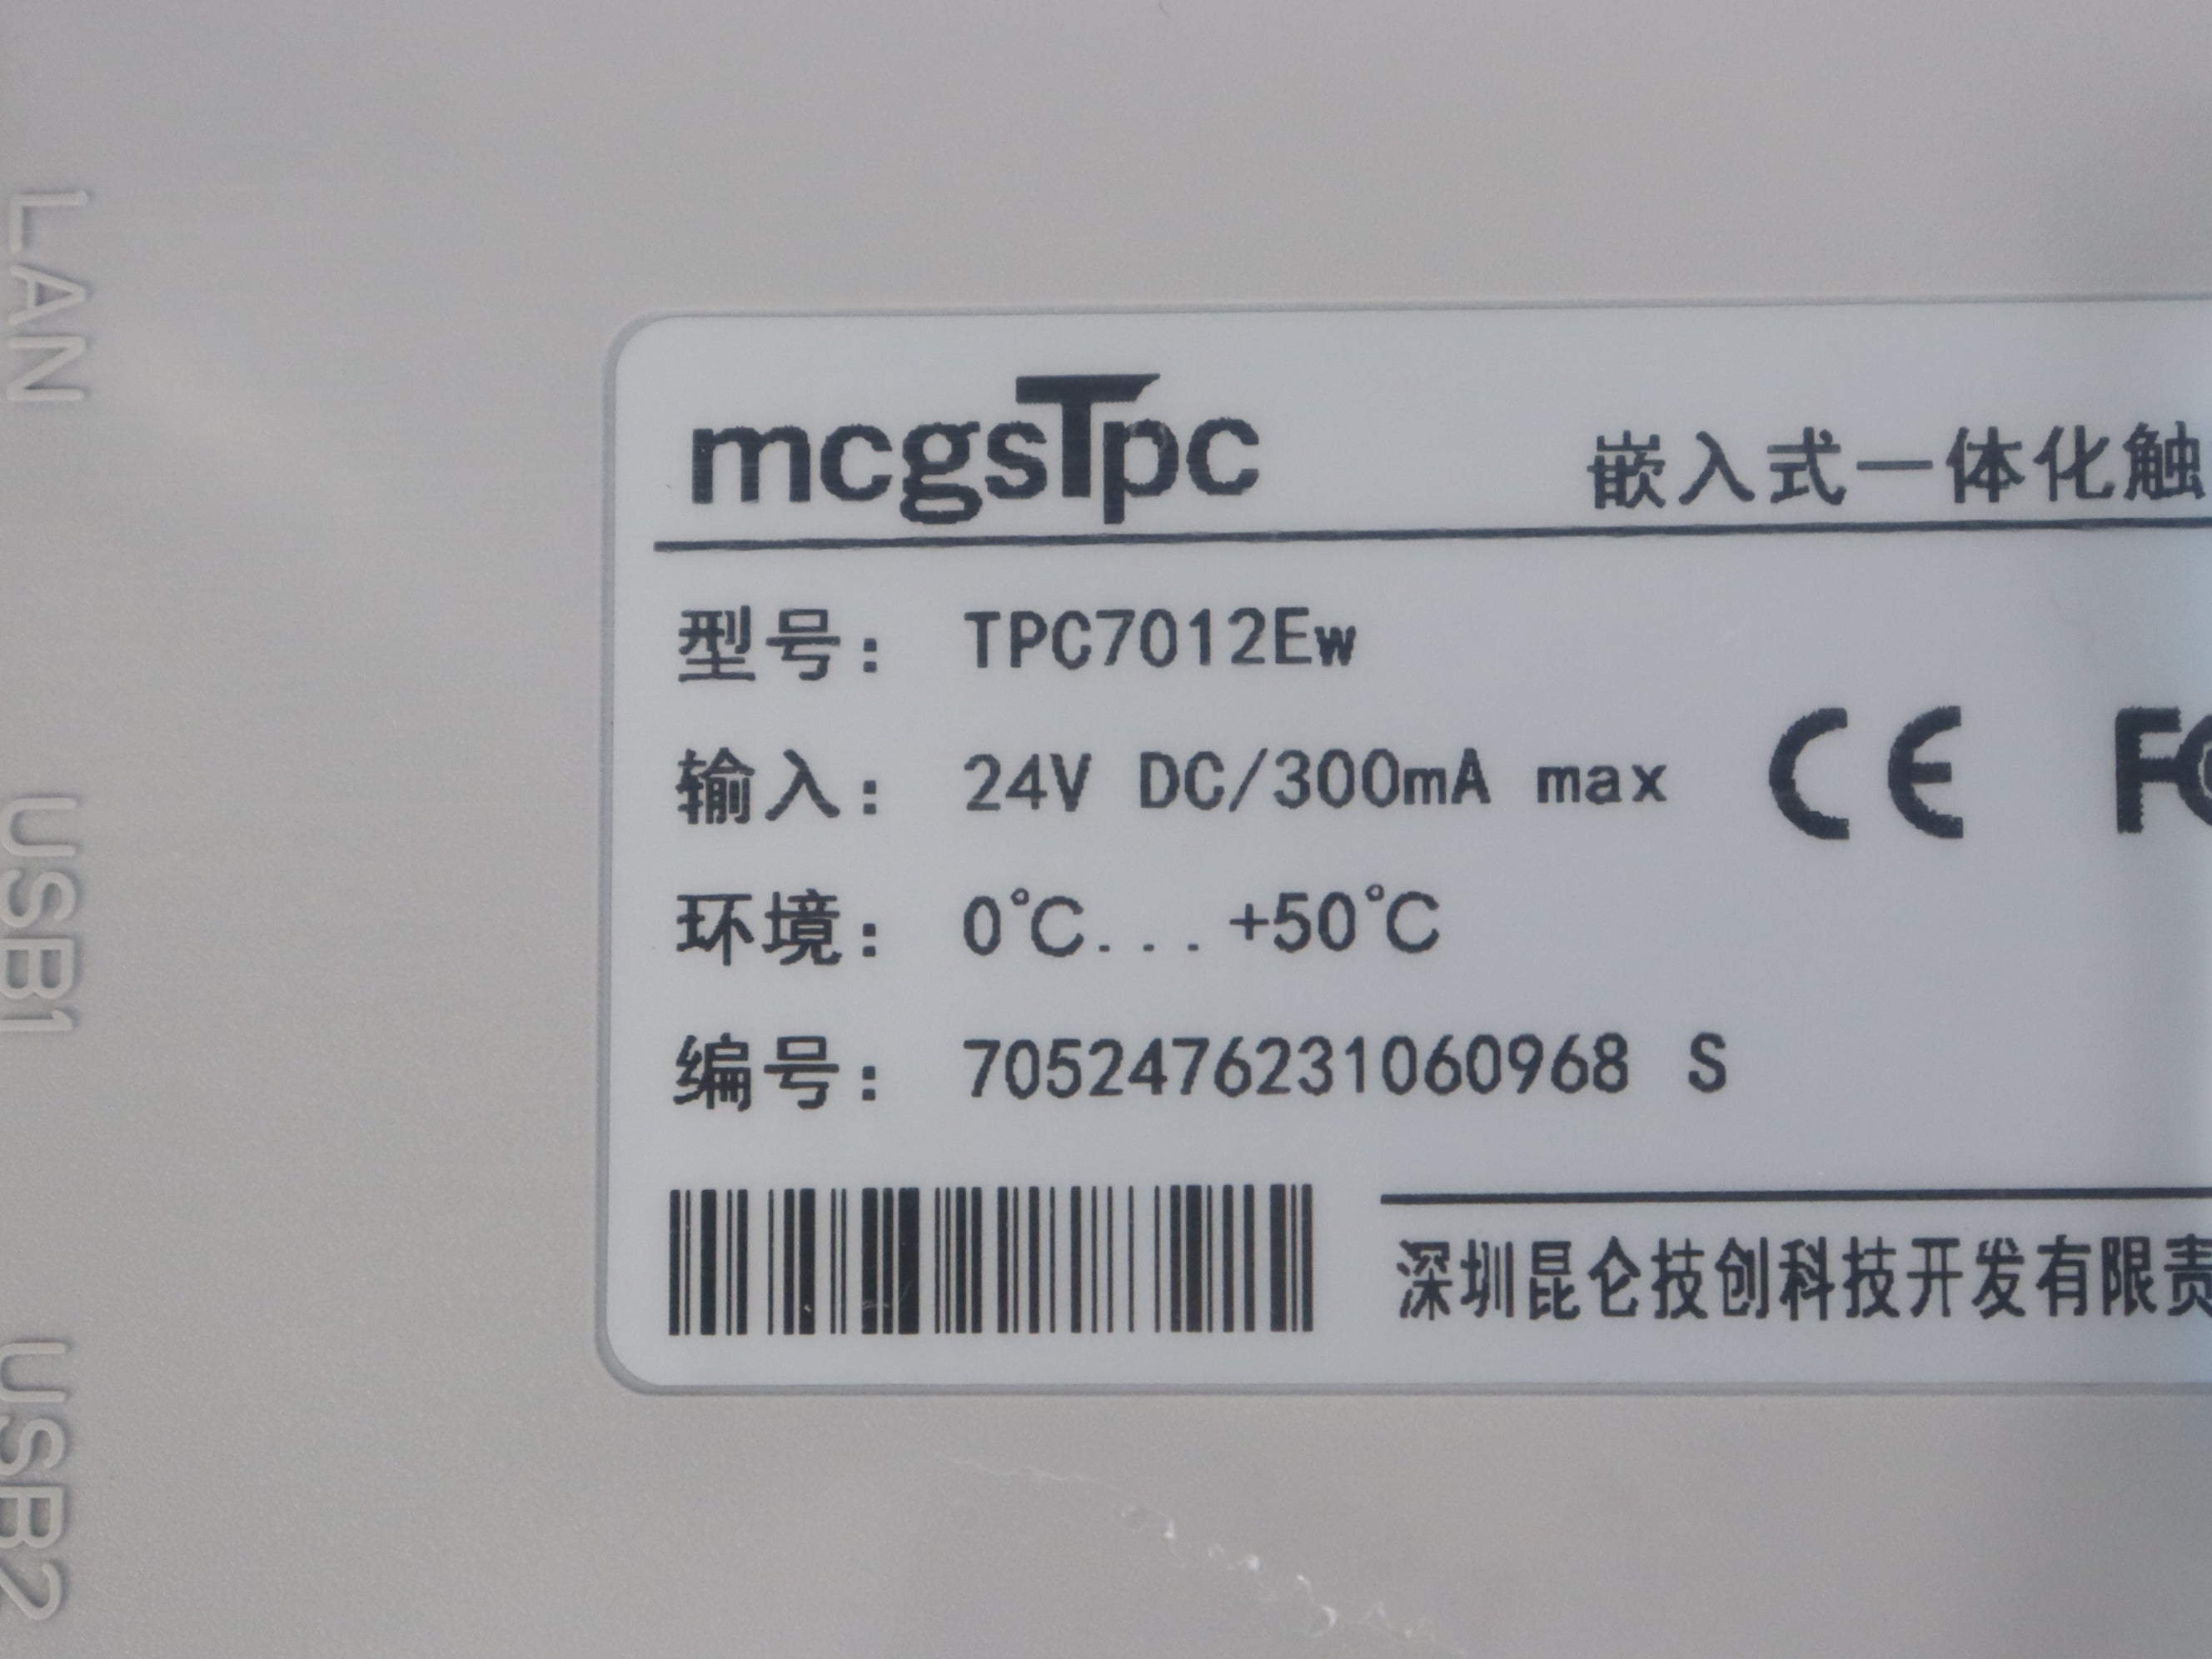 LAN
USB1
USB2
mcgsTpc 嵌入式一体化触
型号： TPC7012Ew
输入： 24V DC/300mA max CE FC
环境： 0℃...+50℃
编号： 7052476231060968 S
深圳昆仑技创科技开发有限责